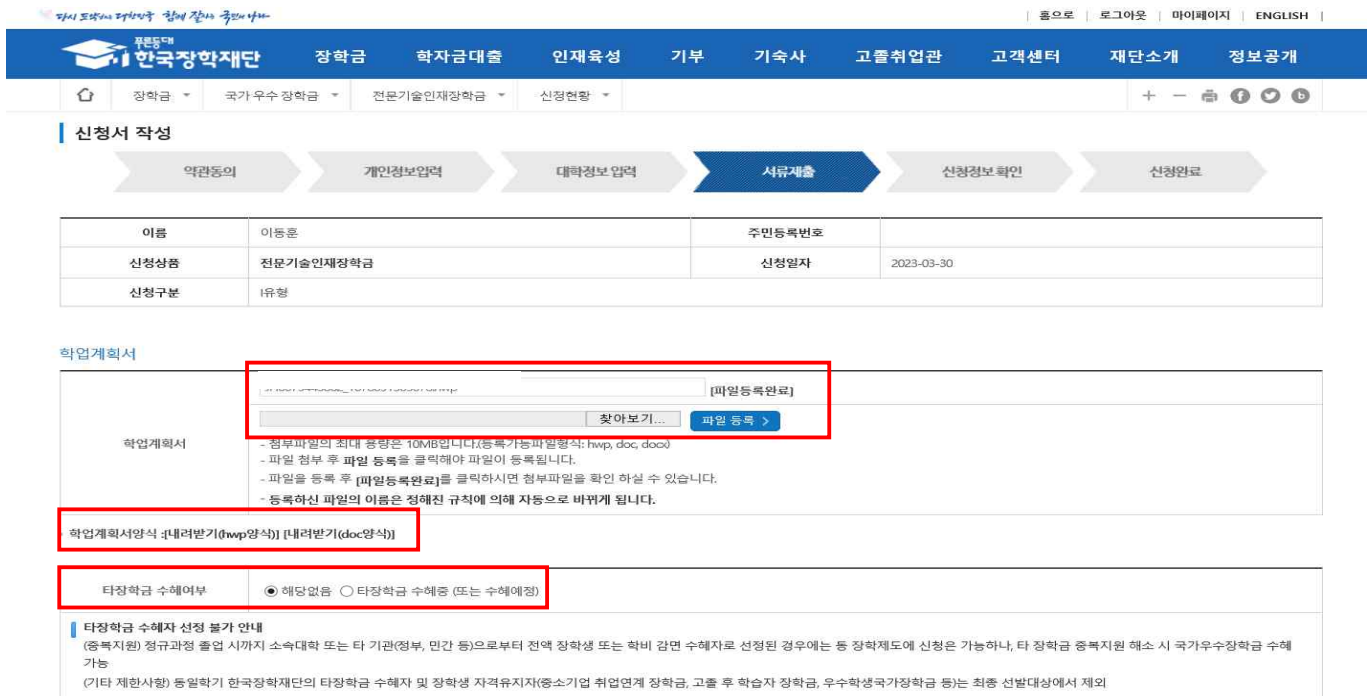 다시 도약하는 대한민국 함께 잘사는 국민의 나라
| 홈으로 | 로그아웃 | 마이페이지 | ENGLISH |
푸른등대
한국장학재단
장학금 학자금대출 인재육성 기부 기숙사 고졸취업관 고객센터 재단소개 정보공개
장학금 국가 우수 장학금 전문기술인재장학금 신청현황
신청서 작성
약관동의 개인정보입력 대학정보 입력 서류제출 신청정보 확인 신청완료
이름 이동훈 주민등록번호
신청상품 전문기술인재장학금 신청일자 2023-03-30
신청구분 I유형
학업계획서
[파일등록완료]
찾아보기... 파일 등록 >
학업계획서
- 첨부파일의 최대 용량은 10MB입니다.(등록가능파일형식: hwp, doc, docx)
- 파일 첨부 후 파일 등록을 클릭해야 파일이 등록됩니다.
- 파일을 등록 후 [파일등록완료]를 클릭하시면 첨부파일을 확인 하실 수 있습니다.
- 등록하신 파일의 이름은 정해진 규칙에 의해 자동으로 바뀌게 됩니다.
학업계획서양식 :[내려받기(hwp양식)] [내려받기(doc양식)]
타장학금 수혜여부 해당없음 타장학금 수혜중 (또는 수혜예정)
타장학금 수혜자 선정 불가 안내
(중복지원) 정규과정 졸업 시까지 소속대학 또는 타 기관(정부, 민간 등)으로부터 전액 장학생 또는 학비 감면 수혜자로 선정된 경우에는 동 장학제도에 신청은 가능하나, 타 장학금 중복지원 해소 시 국가우수장학금 수혜
가능
(기타 제한사항) 동일학기 한국장학재단의 타장학금 수혜자 및 장학생 자격유지자(중소기업 취업연계 장학금, 고졸 후 학습자 장학금, 우수학생국가장학금 등)는 최종 선발대상에서 제외